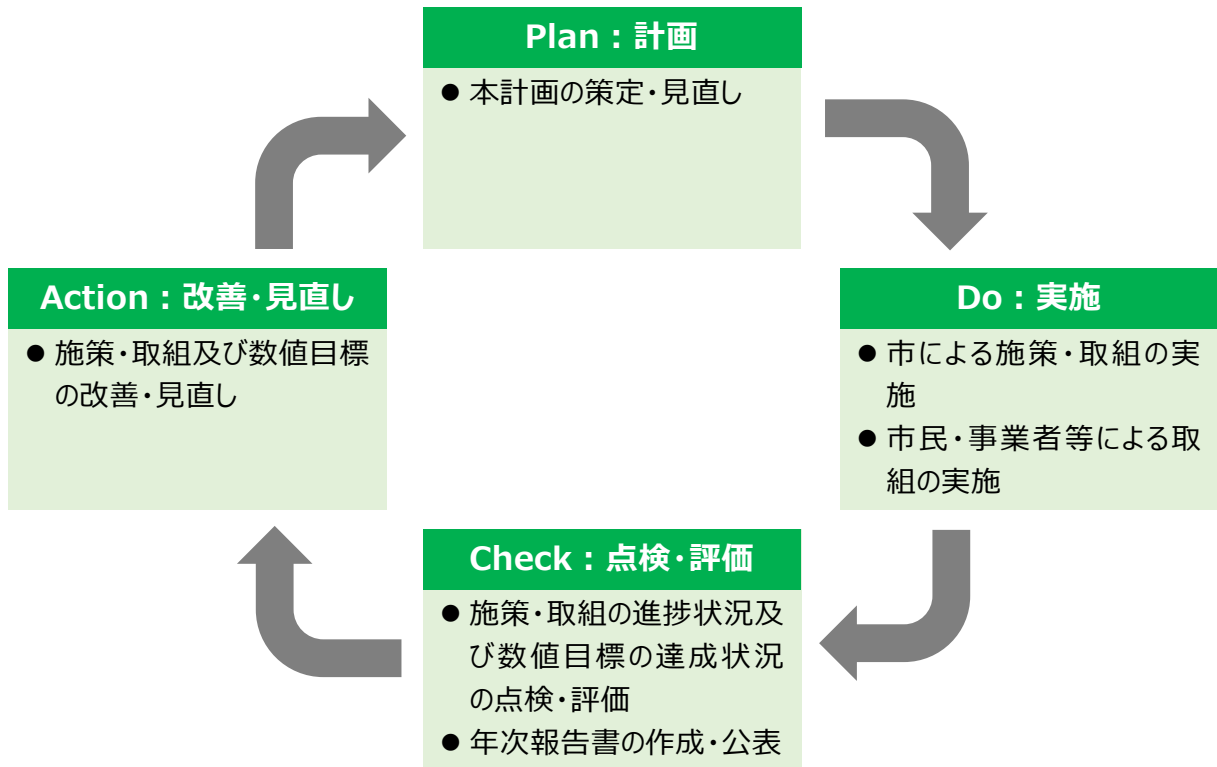 Plan：計画
● 本計画の策定・見直し
Action：改善・見直し
● 施策・取組及び数値目標
の改善・見直し
Do：実施
● 市による施策・取組の実
施
● 市民・事業者等による取
組の実施
Check：点検・評価
● 施策・取組の進捗状況及
び数値目標の達成状況
の点検・評価
● 年次報告書の作成・公表